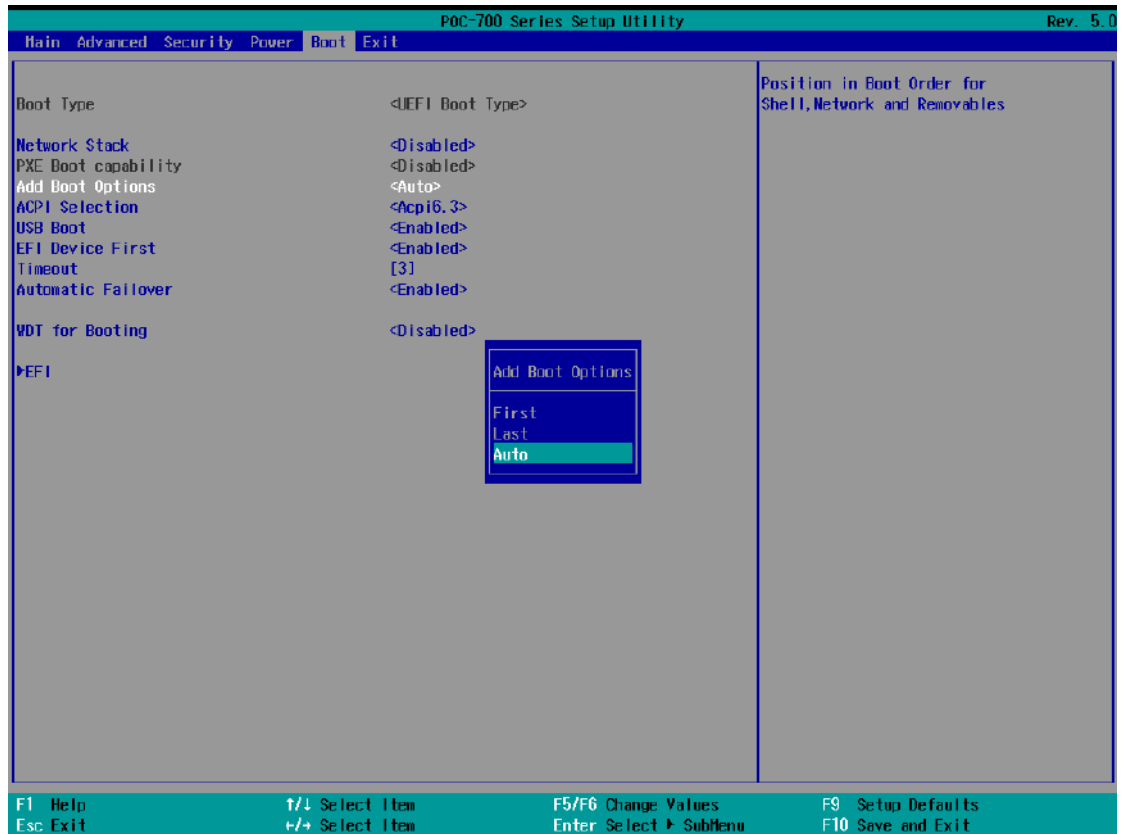 POC-700 Series Setup Utility Rev. 5.0
Main Advanced Security Power Boot Exit
Position in Boot Order for
Shell,Network and Removables
Boot Type <UEFI Boot Type>
Network Stack <Disabled>
PXE Boot capability <Disabled>
Add Boot Options <Auto>
ACPI Selection <Acpi6.3>
USB Boot <Enabled>
EFI Device First <Enabled>
Timeout [3]
Automatic Failover <Enabled>
WDT for Booting <Disabled>
▶EFI
Add Boot Options
First
Last
Auto
F1 Help ↑/↓ Select Item F5/F6 Change Values F9 Setup Defaults
Esc Exit ←/→ Select Item Enter Select ▶ SubMenu F10 Save and Exit